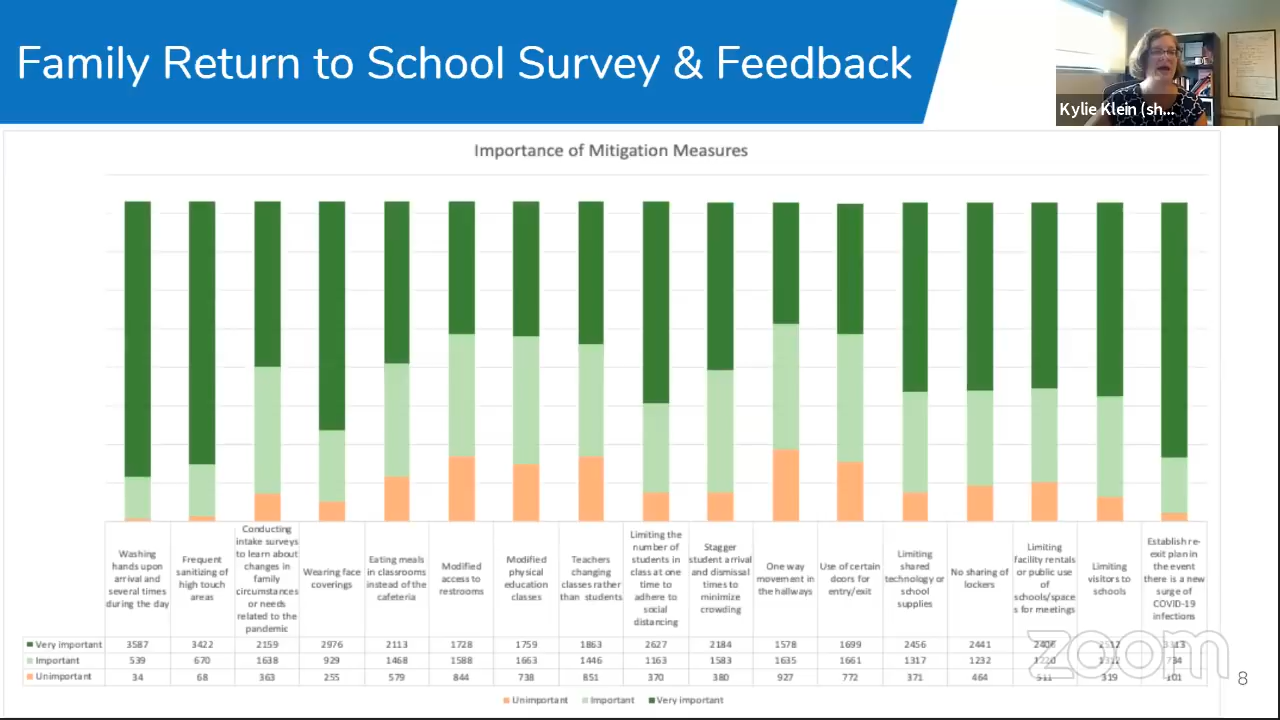 Family Return to School Survey & Feedback
Kylie Klein (sh...
Importance of Mitigation Measures
Washing
hands upon
arrival and
several times
during the day
Frequent
sanitizing of
high touch
areas
Conducting
intake surveys
to learn about
changes in
family
circumstances
or needs
related to the
pandemic
Wearing face
coverings
Eating meals
in classrooms
instead of the
cafeteria
Modified
access to
restrooms
Modified
physical
education
classes
Teachers
changing
classes rather
than students
Limiting the
number of
students in
class at one
time to
adhere to
social
distancing
Stagger
student arrival
and dismissal
times to
minimize
crowding
One way
movement in
the hallways
Use of certain
doors for
entry/exit
Limiting
shared
technology or
school
supplies
No sharing of
lockers
Limiting
facility rentals
or public use
of
schools/space
s for meetings
Limiting
visitors to
schools
Establish re-
exit plan in
the event
there is a new
surge of
COVID-19
infections
Very important 3587 3422 2159 2976 2113 1728 1759 1863 2627 2184 1578 1699 2456 2441
Important 539 670 1638 929 1468 1588 1663 1446 1163 1583 1635 1661 1317 1232
Unimportant 34 68 363 255 579 844 738 851 370 380 927 772 371 464 511 319 101
zoom
8
Unimportant Important Very important